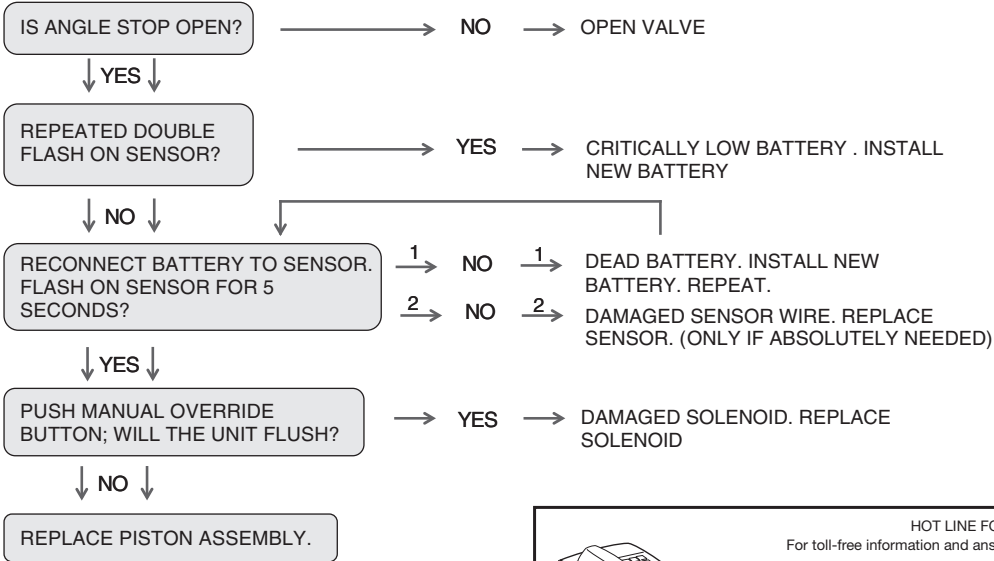 IS ANGLE STOP OPEN?
NO
OPEN VALVE
YES
REPEATED DOUBLE
FLASH ON SENSOR?
YES
CRITICALLY LOW BATTERY . INSTALL
NEW BATTERY
NO
RECONNECT BATTERY TO SENSOR.
FLASH ON SENSOR FOR 5
SECONDS?
1
NO
1
DEAD BATTERY. INSTALL NEW
BATTERY. REPEAT.
2
NO
2
DAMAGED SENSOR WIRE. REPLACE
SENSOR. (ONLY IF ABSOLUTELY NEEDED)
YES
PUSH MANUAL OVERRIDE
BUTTON; WILL THE UNIT FLUSH?
YES
DAMAGED SOLENOID. REPLACE
SOLENOID
NO
REPLACE PISTON ASSEMBLY.
HOT LINE
For toll-free information and